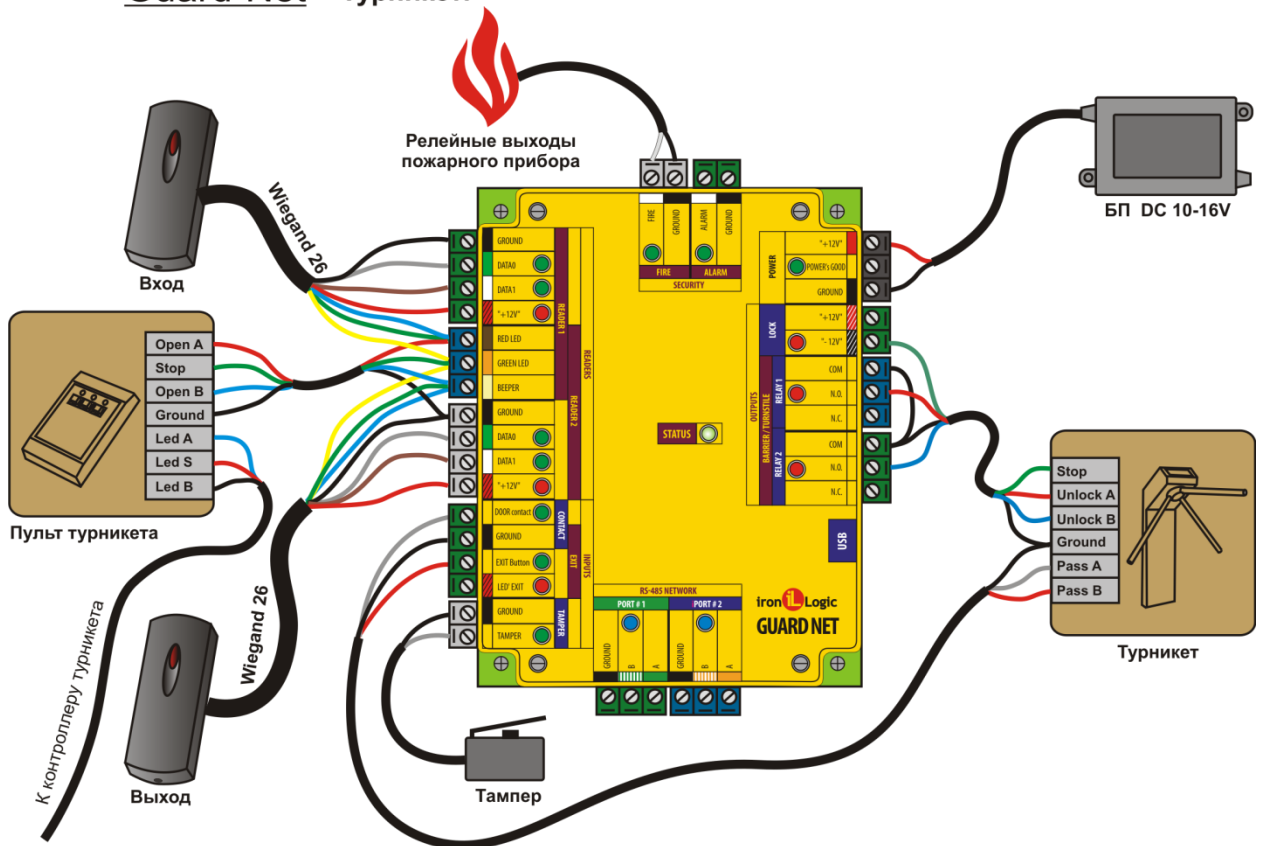 Guard Net
Турникет
Релейные выходы
пожарного прибора
БП DC 10-16V
Вход
Wiegand 26
Open A
Stop
Open B
Ground
Led A
Led S
Led B
Пульт турникета
К контроллеру турникета
Wiegand 26
Выход
Тампер
FIRE
GROUND
ALARM
GROUND
FIRE
ALARM
SECURITY
GROUND
DATA0
DATA1
"+12V"
RED LED
GREEN LED
BEEPER
GROUND
DATA0
DATA1
"+12V"
DOOR contact
GROUND
EXIT Button
LED' EXIT
GROUND
TAMPER
READER 1
READER 2
READERS
CONTACT
EXIT
TAMPER
INPUTS
POWER
"+12V"
POWER's GOOD
GROUND
LOCK
"+12V"
"-12V"
OUTPUTS
BARRIER / TURNSTILE
RELAY 1
COM
N.O.
N.C.
RELAY 2
COM
N.O.
N.C.
STATUS
USB
RS-485 NETWORK
PORT # 1
PORT # 2
GROUND
B
A
GROUND
B
A
iron iL Logic
GUARD NET
Stop
Unlock A
Unlock B
Ground
Pass A
Pass B
Турникет